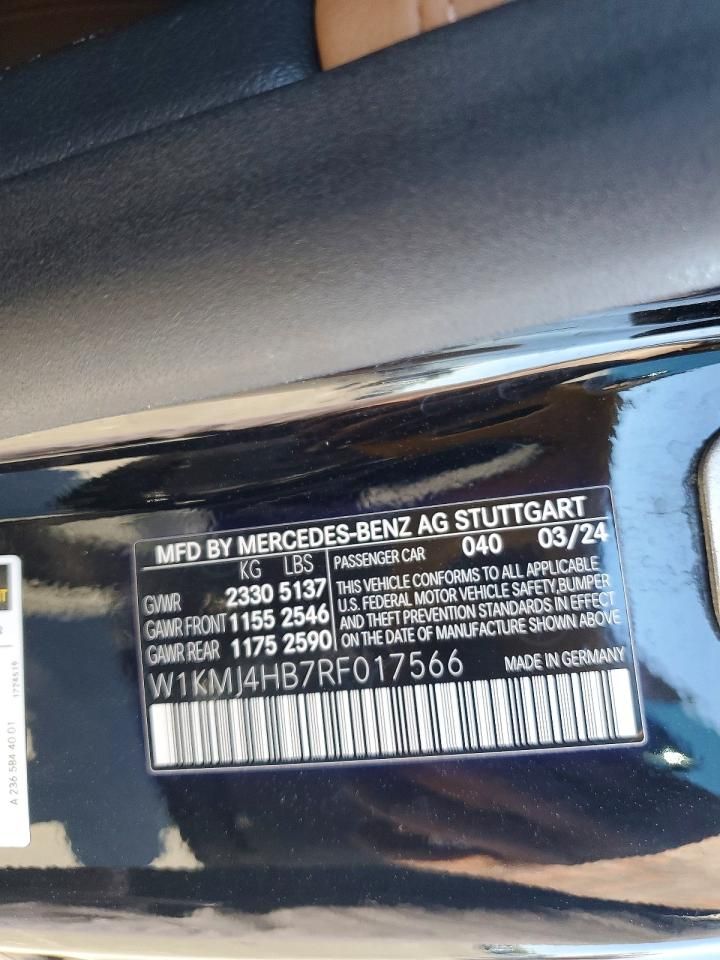 MFD BY MERCEDES-BENZ AG STUTTGART
KG LBS
GVWR 2330 5137
GAWR FRONT 1155 2546
GAWR REAR 1175 2590
PASSENGER CAR 040 03/24
THIS VEHICLE CONFORMS TO ALL APPLICABLE
U.S. FEDERAL MOTOR VEHICLE SAFETY,BUMPER
AND THEFT PREVENTION STANDARDS IN EFFECT
ON THE DATE OF MANUFACTURE SHOWN ABOVE
W1KMJ4HB7RF017566 MADE IN GERMANY
A 236 584 40 01